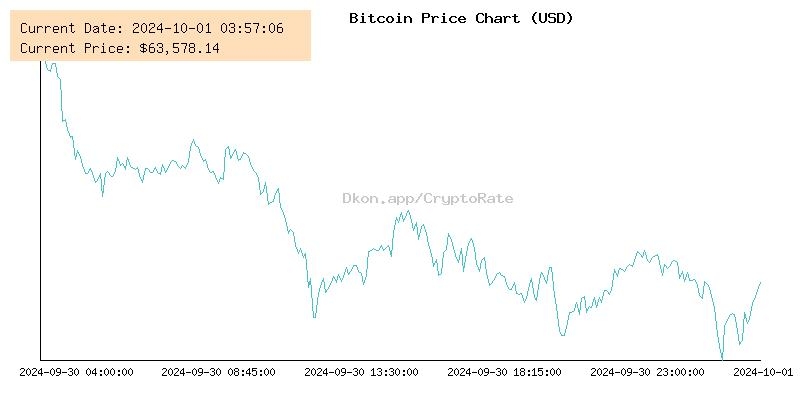 Bitcoin Price Chart (USD)
Current Date: 2024-10-01 03:57:06
Current Price: $63,578.14
Dkon.app/CryptoRate
2024-09-30 04:00:00
2024-09-30 08:45:00
2024-09-30 13:30:00
2024-09-30 18:15:00
2024-09-30 23:00:00
2024-10-01